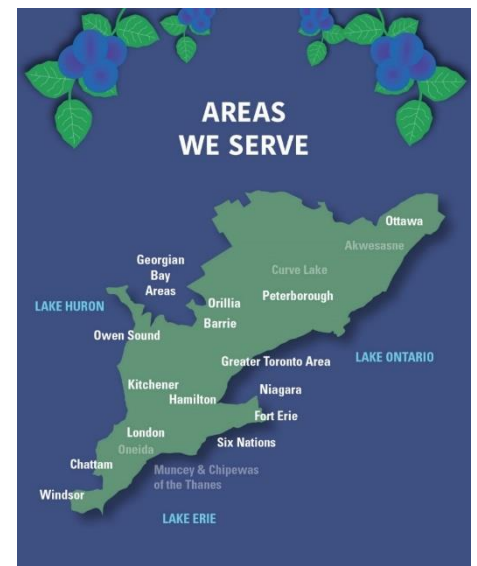 AREAS
WE SERVE
Ottawa
Akwesasne
Georgian
Bay
Areas
Curve Lake
Peterborough
LAKE HURON
Orillia
Barrie
Owen Sound
Greater Toronto Area
LAKE ONTARIO
Kitchener
Niagara
Hamilton
Fort Erie
London
Six Nations
Oneida
Chattam
Muncey & Chipewas
of the Thanes
Windsor
LAKE ERIE